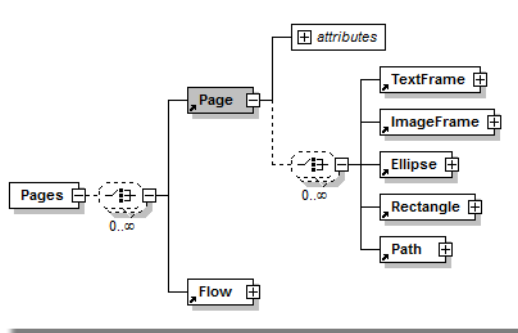 attributes
TextFrame
Page
ImageFrame
Ellipse
Pages
0..∞
0..∞
Rectangle
Path
Flow